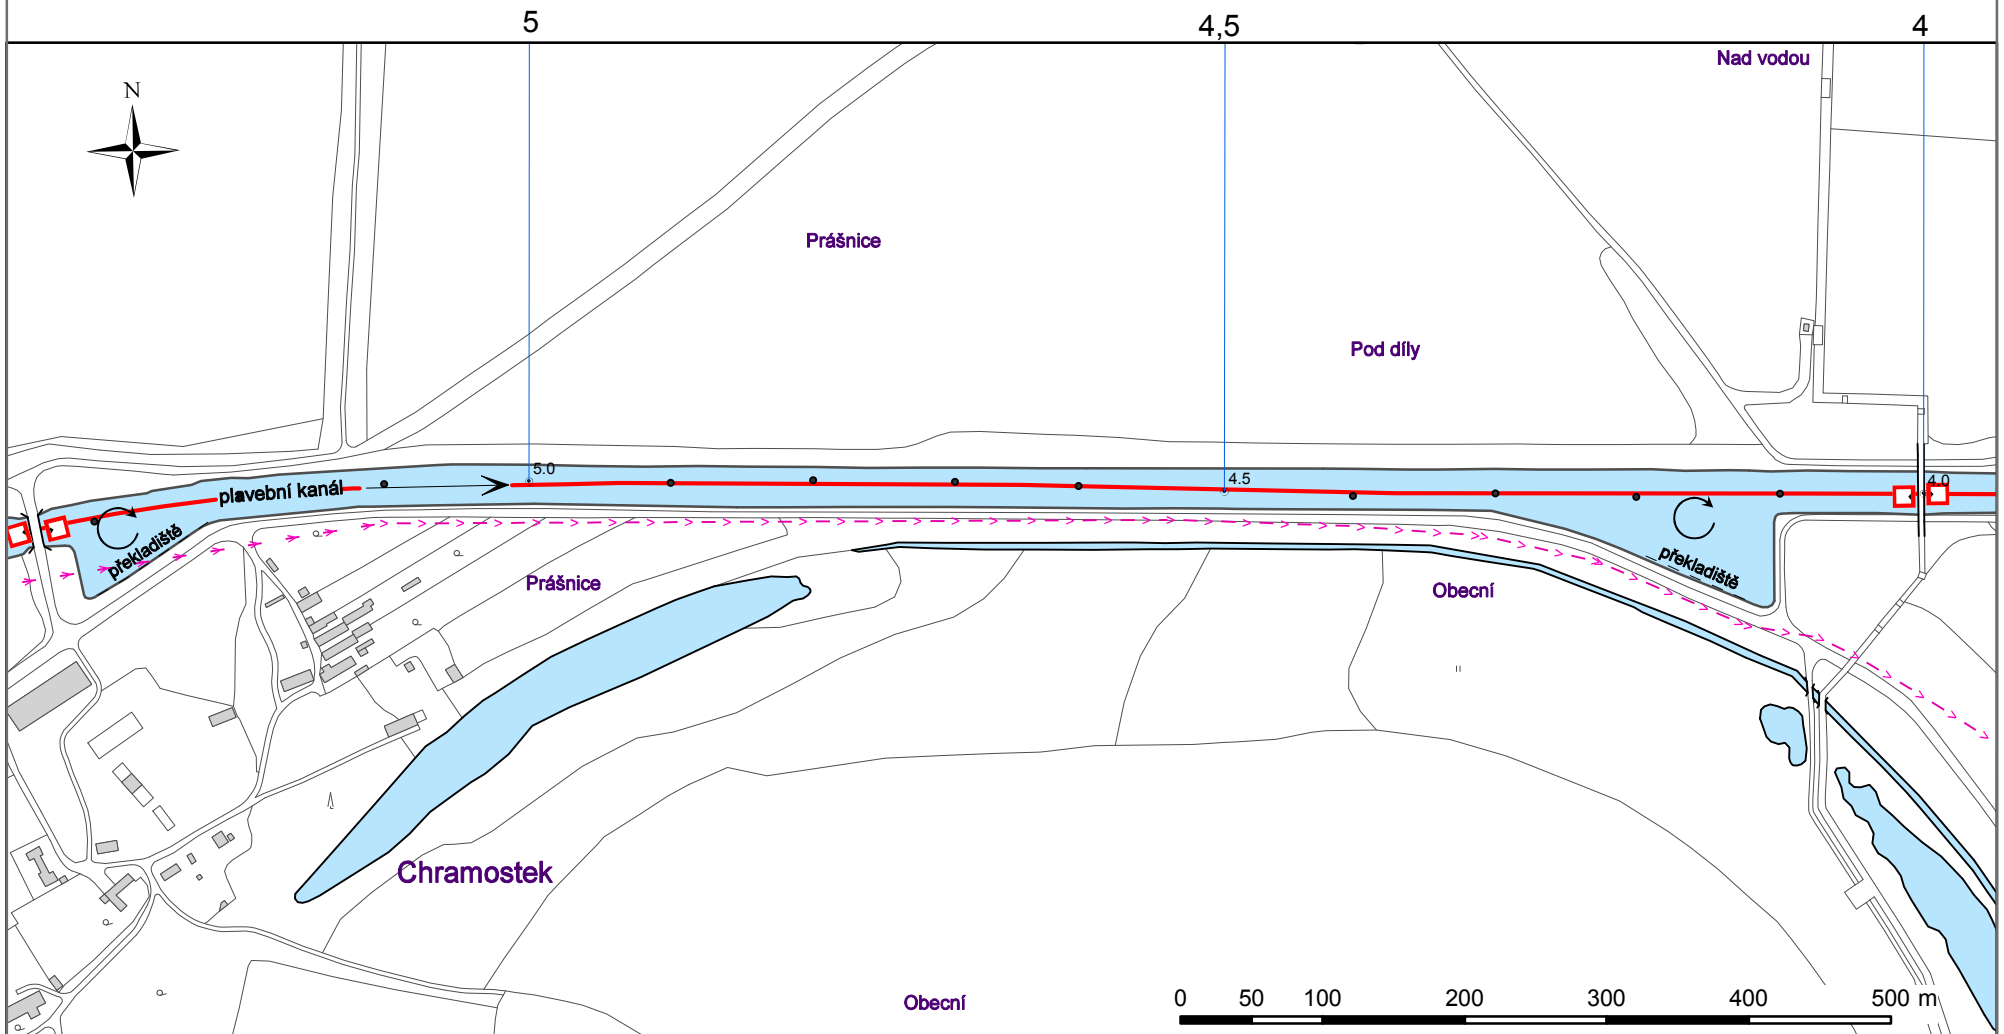 5
4,5
4
Nad vodou
N
Prášnice
Pod díly
5.0
4.5
4.0
plavební kanál
překladiště
překladiště
Prášnice
Obecní
Chramostek
Obecní
0 50 100 200 300 400 500 m